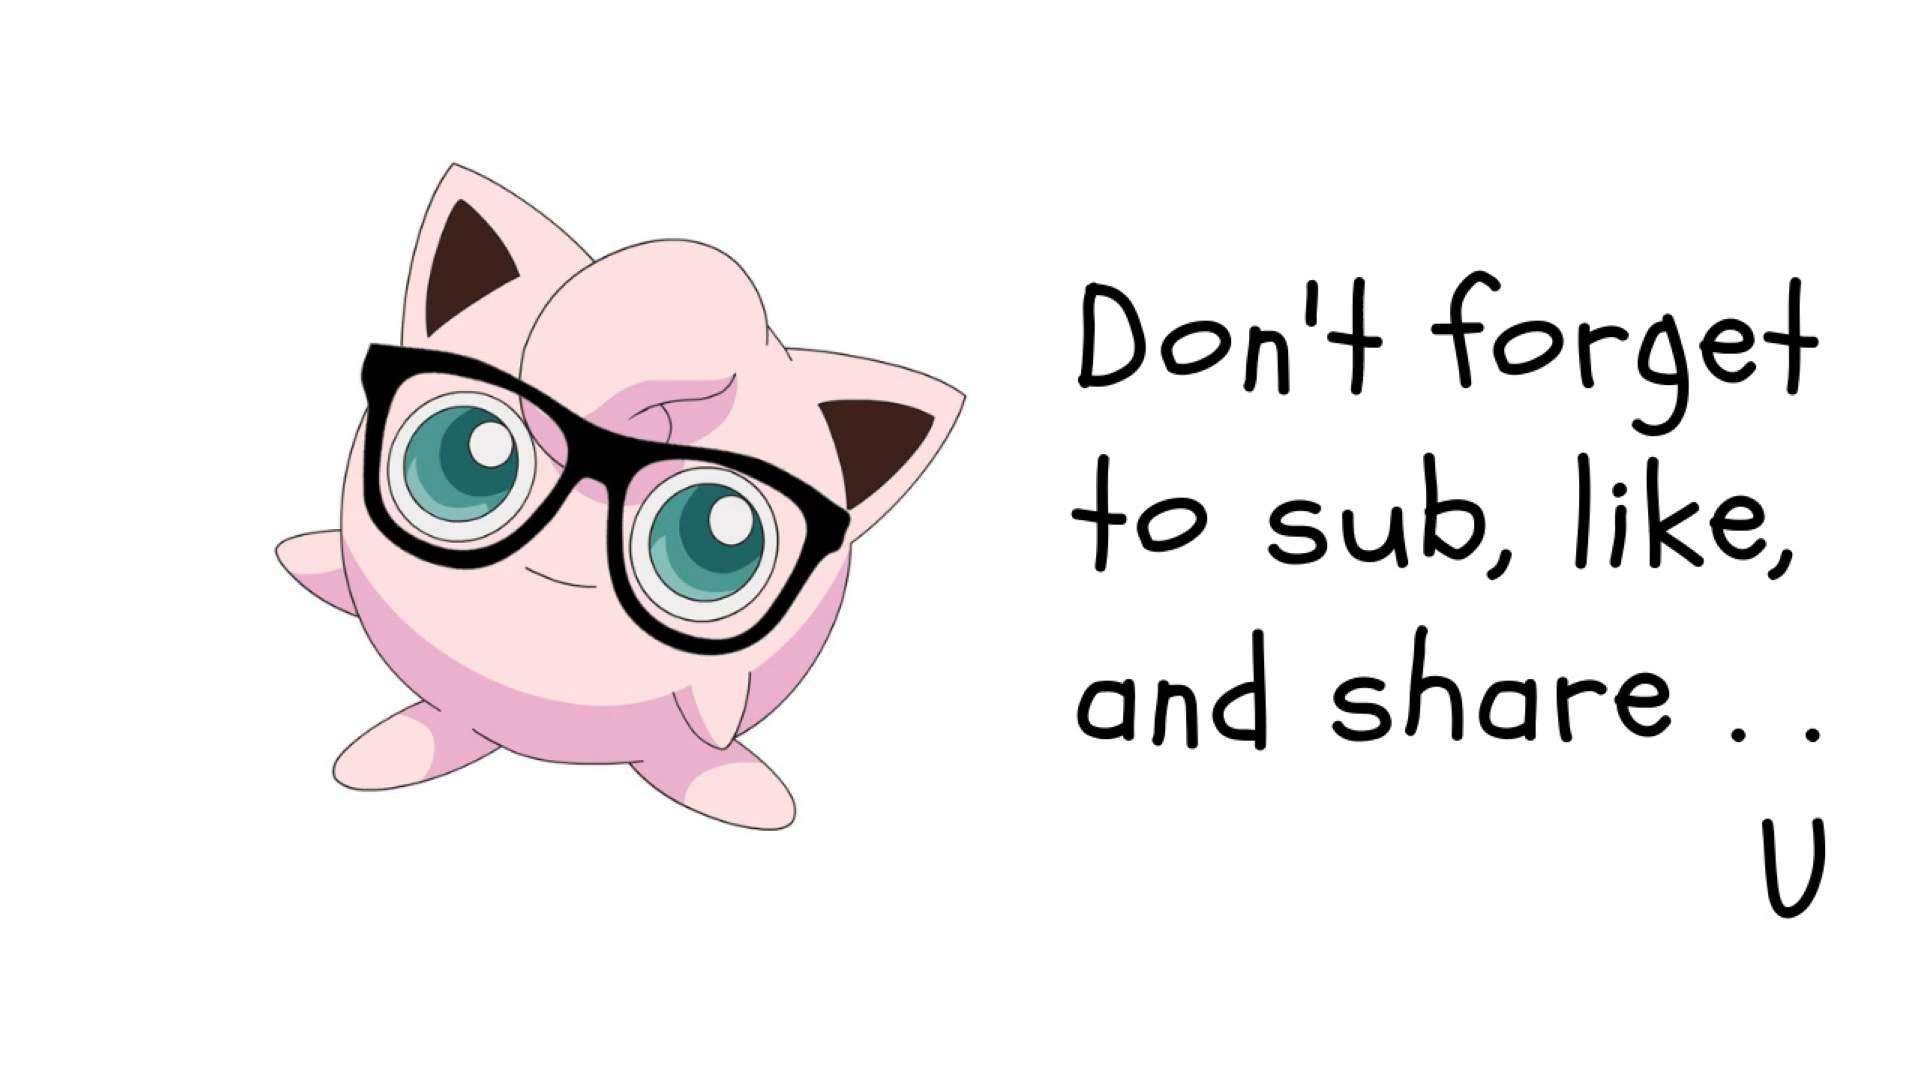 Don't forget
to sub, like,
and share . .
U